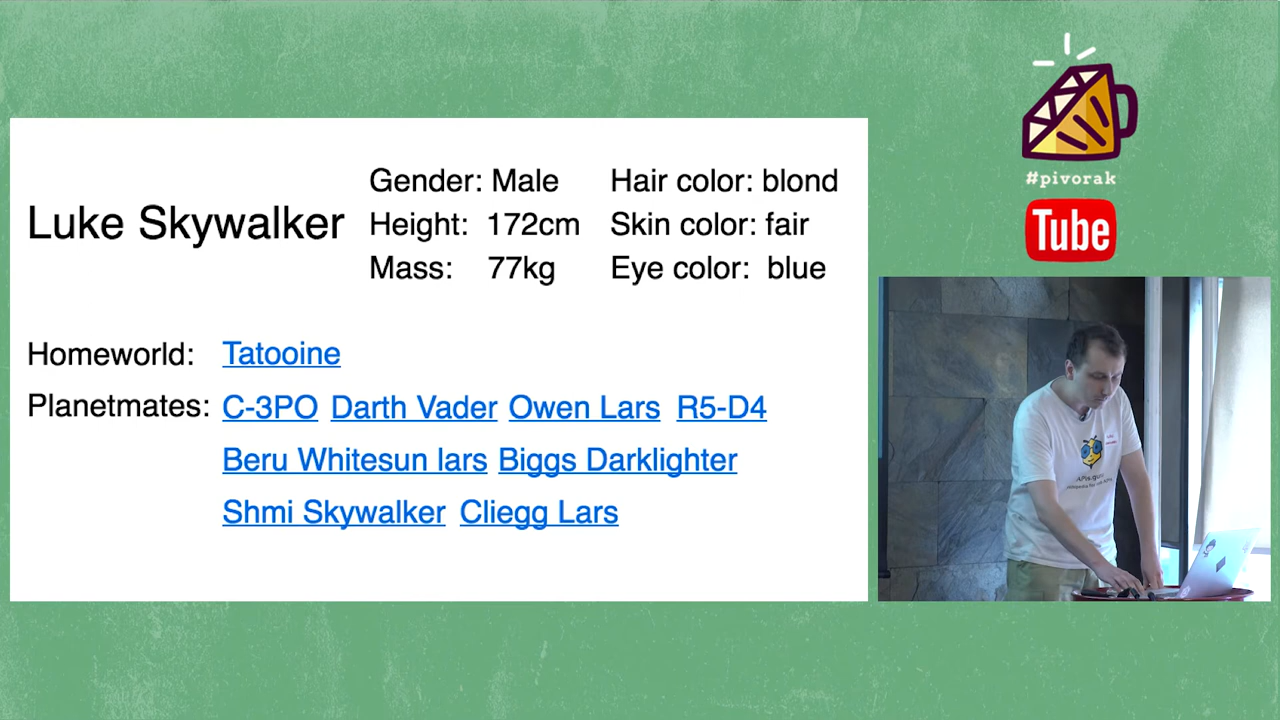 Luke Skywalker
Gender: Male
Height: 172cm
Mass: 77kg
Hair color: blond
Skin color: fair
Eye color: blue
Homeworld: Tatooine
Planetmates: C-3PO Darth Vader Owen Lars R5-D4
Beru Whitesun lars Biggs Darklighter
Shmi Skywalker Cliegg Lars
#pivorak
Tube
APIs.guru